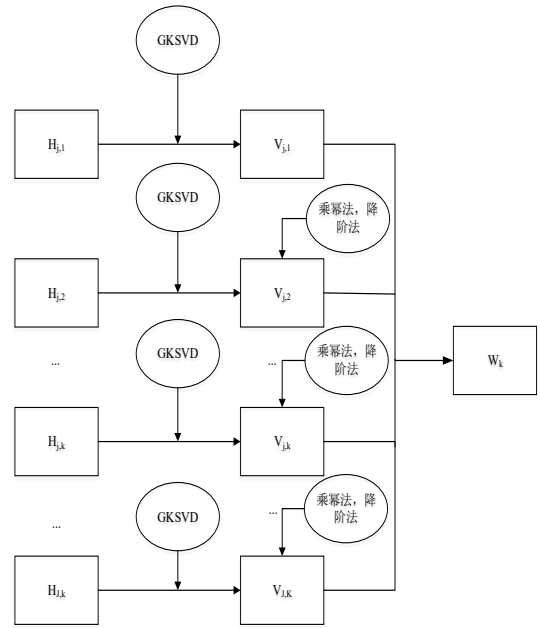 GKSVD
H_{j,1}
V_{j,1}
GKSVD
乘幂法，降
阶法
H_{j,2}
V_{j,2}
...
GKSVD
...
乘幂法，降
阶法
W_k
H_{j,k}
V_{j,k}
...
GKSVD
...
乘幂法，降
阶法
H_{J,k}
V_{J,K}